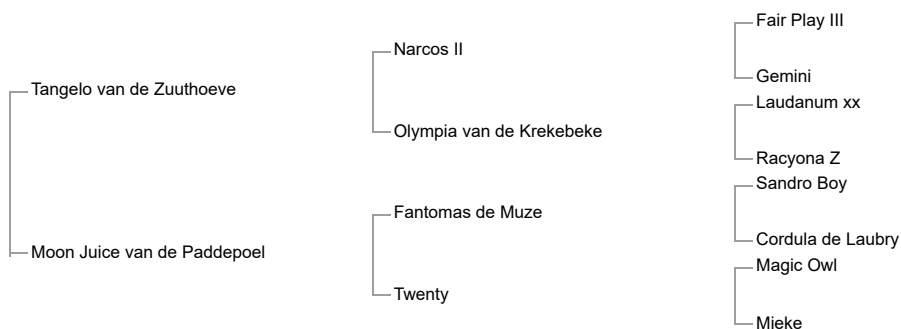 Fair Play III
Narcos II
Gemini
Tangelo van de Zuuthoeve
Laudanum xx
Olympia van de Krekebeke
Racyona Z
Sandro Boy
Fantomas de Muze
Cordula de Laubry
Moon Juice van de Paddepoel
Magic Owl
Twenty
Mieke